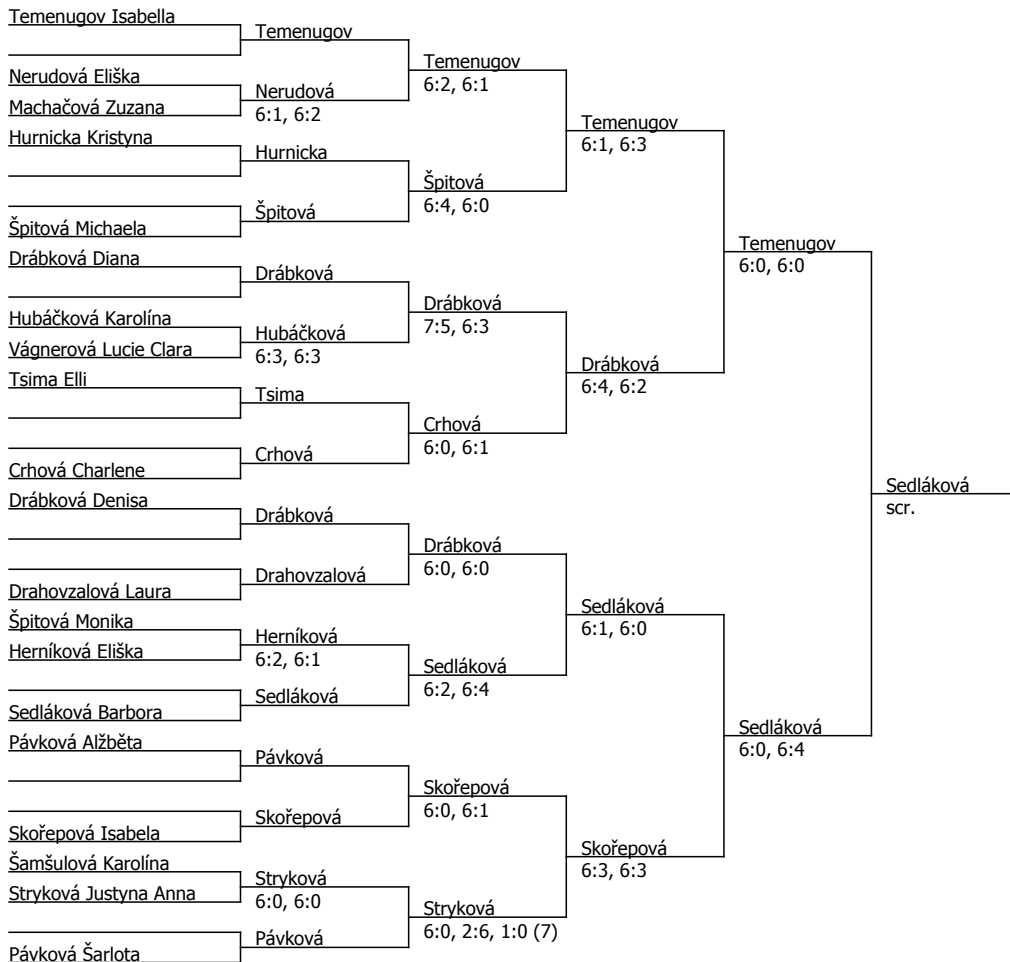 Temenugov Isabella
Temenugov
Temenugov
6:2, 6:1
Nerudová Eliška
Machačová Zuzana
Nerudová
6:1, 6:2
Temenugov
6:1, 6:3
Hurnicka Kristyna
Hurnicka
Špitová
6:4, 6:0
Špitová Michaela
Špitová
Temenugov
6:0, 6:0
Drábková Diana
Drábková
Drábková
7:5, 6:3
Hubáčková Karolína
Vágnerová Lucie Clara
Hubáčková
6:3, 6:3
Drábková
6:4, 6:2
Tsima Elli
Tsima
Crhová
6:0, 6:1
Crhová Charlene
Crhová
Sedláková
scr.
Drábková Denisa
Drábková
Drábková
6:0, 6:0
Drahovzalová Laura
Drahovzalová
Sedláková
6:1, 6:0
Špitová Monika
Herníková Eliška
Herníková
6:2, 6:1
Sedláková
6:2, 6:4
Sedláková Barbora
Sedláková
Sedláková
6:0, 6:4
Pávková Alžběta
Pávková
Skořepová
6:0, 6:1
Skořepová Isabela
Skořepová
Skořepová
6:3, 6:3
Šamšulová Karolína
Stryková Justyna Anna
Stryková
6:0, 6:0
Stryková
6:0, 2:6, 1:0 (7)
Pávková Šarlota
Pávková